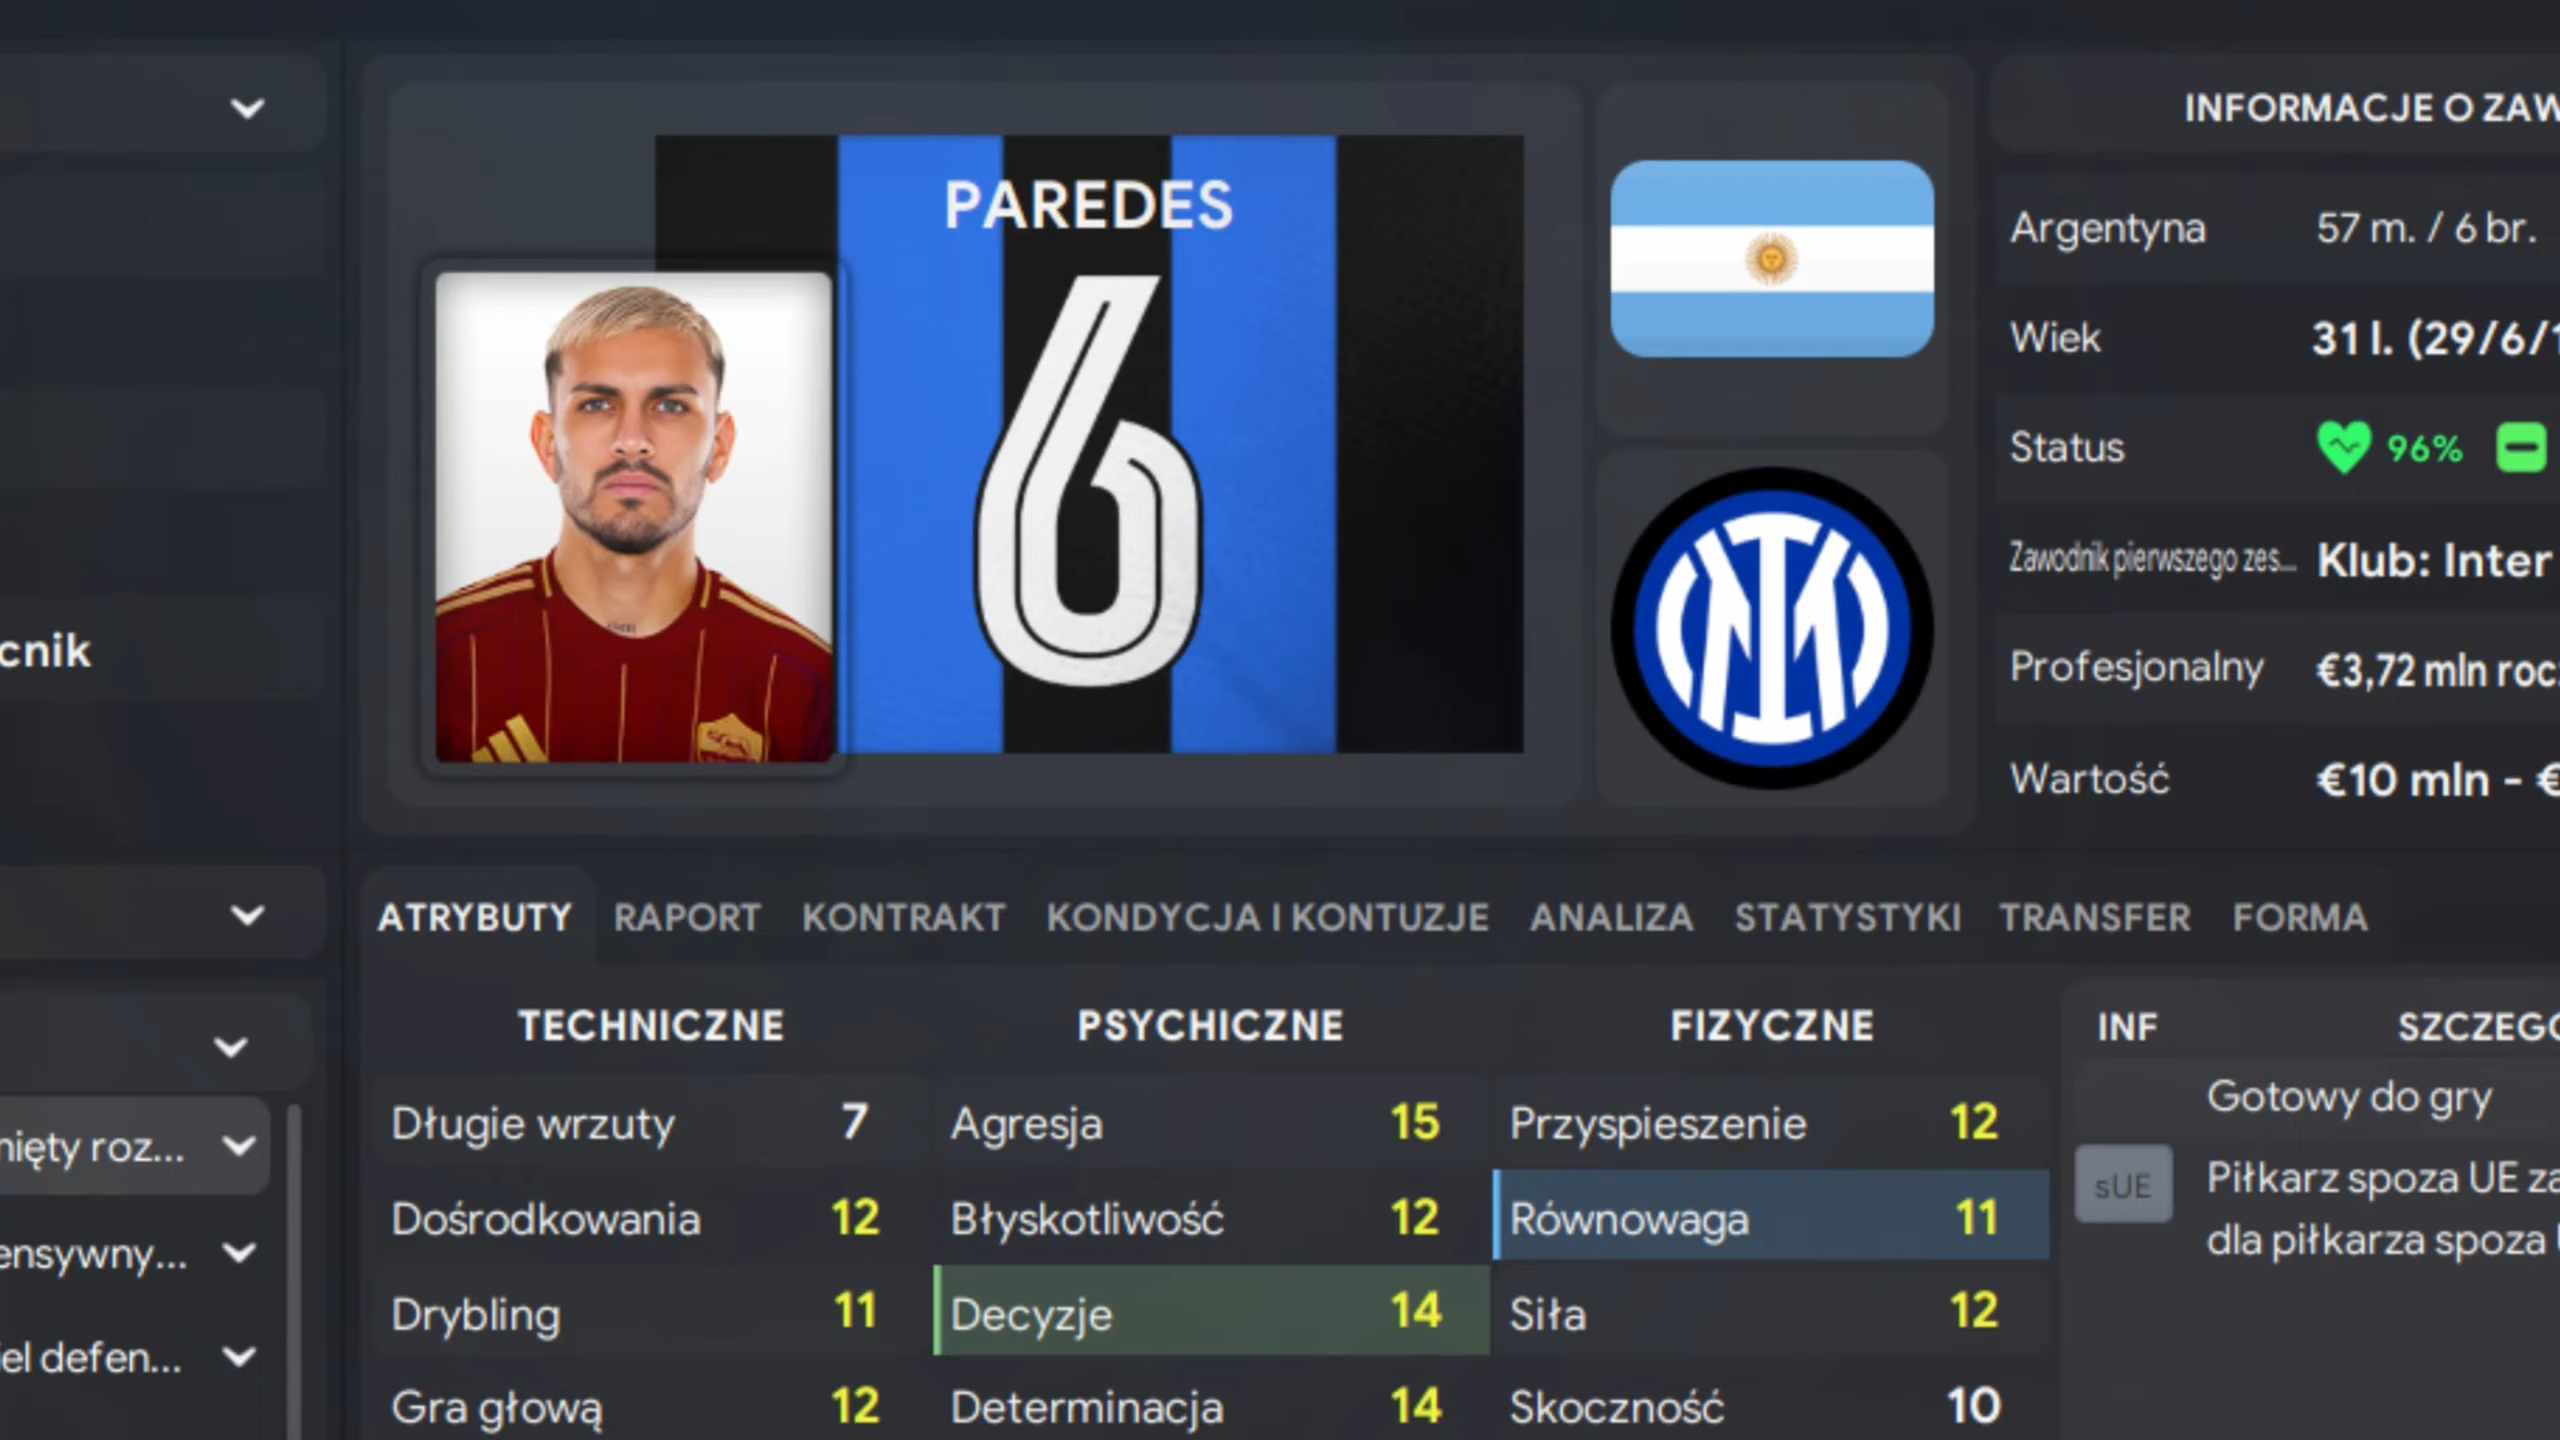 INFORMACJE O ZAW
PAREDES
6
Argentyna 57 m. / 6 br.
Wiek 31 l. (29/6/1
Status 96%
Zawodnik pierwszego zes... Klub: Inter
cnik
Profesjonalny €3,72 mln roc
Wartość €10 mln - €
ATRYBUTY RAPORT KONTRAKT KONDYCJA I KONTUZJE ANALIZA STATYSTYKI TRANSFER FORMA
TECHNICZNE PSYCHICZNE FIZYCZNE INF SZCZEGÓ
Długie wrzuty 7 Agresja 15 Przyspieszenie 12 Gotowy do gry
ięty roz...
sUE Piłkarz spoza UE za
dla piłkarza spoza U
Dośrodkowania 12 Błyskotliwość 12 Równowaga 11
ensywny...
Drybling 11 Decyzje 14 Siła 12
iel defen...
Gra głową 12 Determinacja 14 Skoczność 10